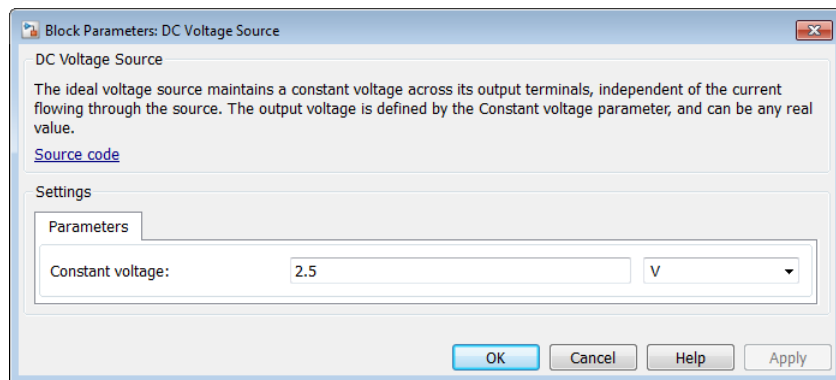 Block Parameters: DC Voltage Source
DC Voltage Source
The ideal voltage source maintains a constant voltage across its output terminals, independent of the current
flowing through the source. The output voltage is defined by the Constant voltage parameter, and can be any real
value.
Source code
Settings
Parameters
Constant voltage: 2.5 V
OK Cancel Help Apply